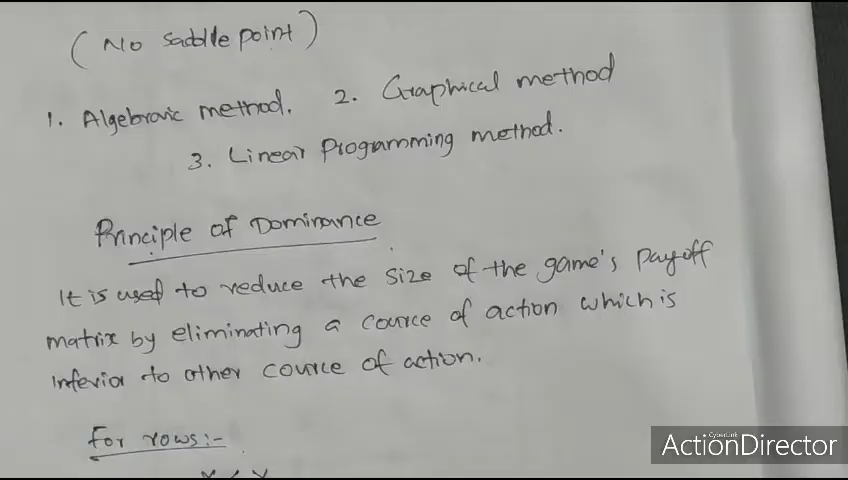 (No saddle point)
1. Algebraic method. 2. Graphical method
3. Linear Programming method.
Principle of Dominance
It is used to reduce the size of the game's payoff
matrix by eliminating a cource of action which is
inferior to other cource of action.
for rows:-
CyberLink
ActionDirector